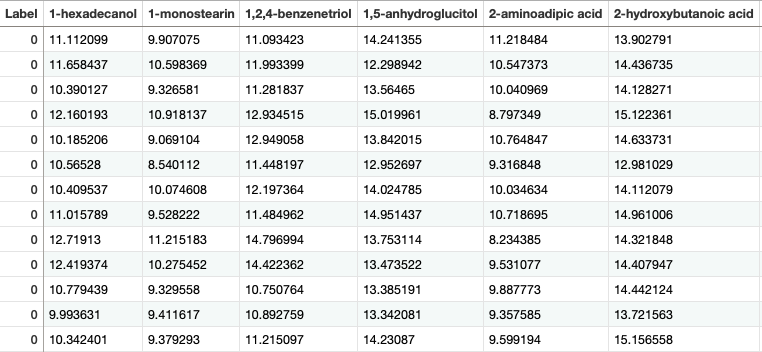 Label 1-hexadecanol 1-monostearin 1,2,4-benzenetriol 1,5-anhydroglucitol 2-aminoadipic acid 2-hydroxybutanoic acid
0 11.112099 9.907075 11.093423 14.241355 11.218484 13.902791
0 11.658437 10.598369 11.993399 12.298942 10.547373 14.436735
0 10.390127 9.326581 11.281837 13.56465 10.040969 14.128271
0 12.160193 10.918137 12.934515 15.019961 8.797349 15.122361
0 10.185206 9.069104 12.949058 13.842015 10.764847 14.633731
0 10.56528 8.540112 11.448197 12.952697 9.316848 12.981029
0 10.409537 10.074608 12.197364 14.024785 10.034634 14.112079
0 11.015789 9.528222 11.484962 14.951437 10.718695 14.961006
0 12.71913 11.215183 14.796994 13.753114 8.234385 14.321848
0 12.419374 10.275452 14.422362 13.473522 9.531077 14.407947
0 10.779439 9.329558 10.750764 13.385191 9.887773 14.442124
0 9.993631 9.411617 10.892759 13.342081 9.357585 13.721563
0 10.342401 9.379293 11.215097 14.23087 9.599194 15.156558